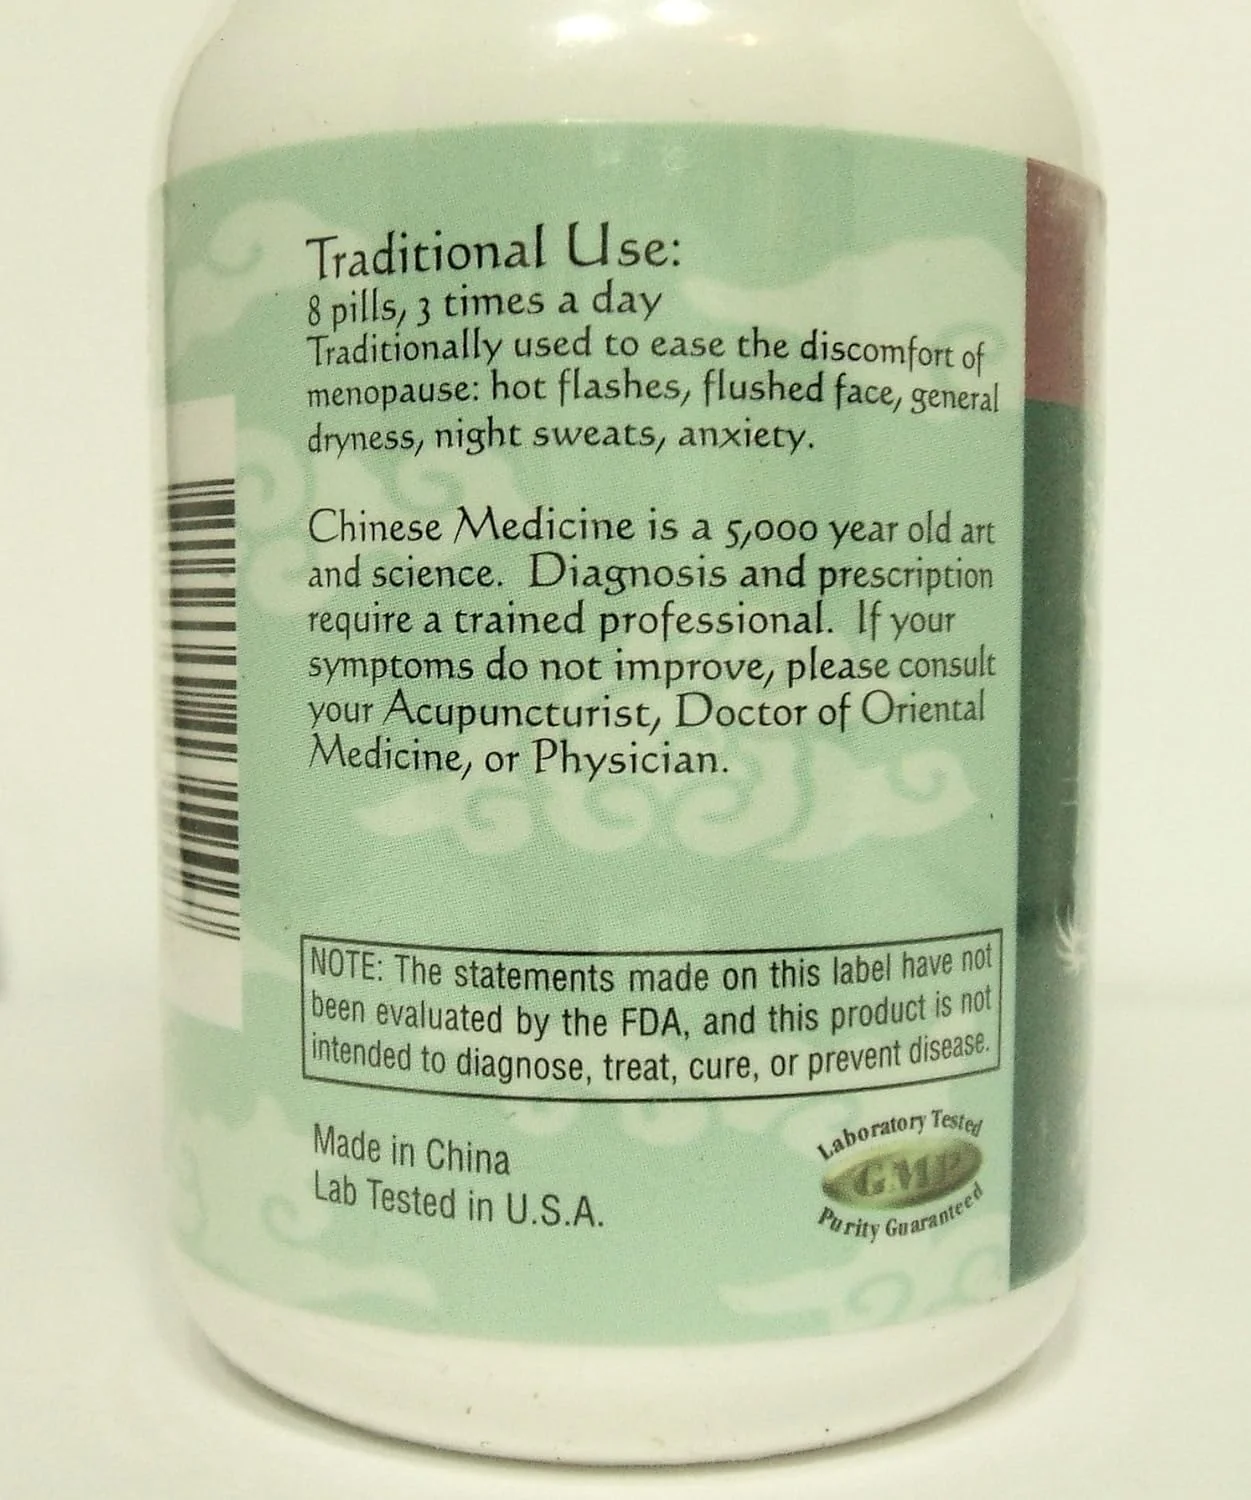 Traditional Use:
8 pills, 3 times a day
Traditionally used to ease the discomfort of
menopause: hot flashes, flushed face, general
dryness, night sweats, anxiety.
Chinese Medicine is a 5,000 year old art
and science. Diagnosis and prescription
require a trained professional. If your
symptoms do not improve, please consult
your Acupuncturist, Doctor of Oriental
Medicine, or Physician.
NOTE: The statements made on this label have not
been evaluated by the FDA, and this product is not
intended to diagnose, treat, cure, or prevent disease.
Made in China
Lab Tested in U.S.A.
Laboratory Tested
GMP
Purity Guaranteed